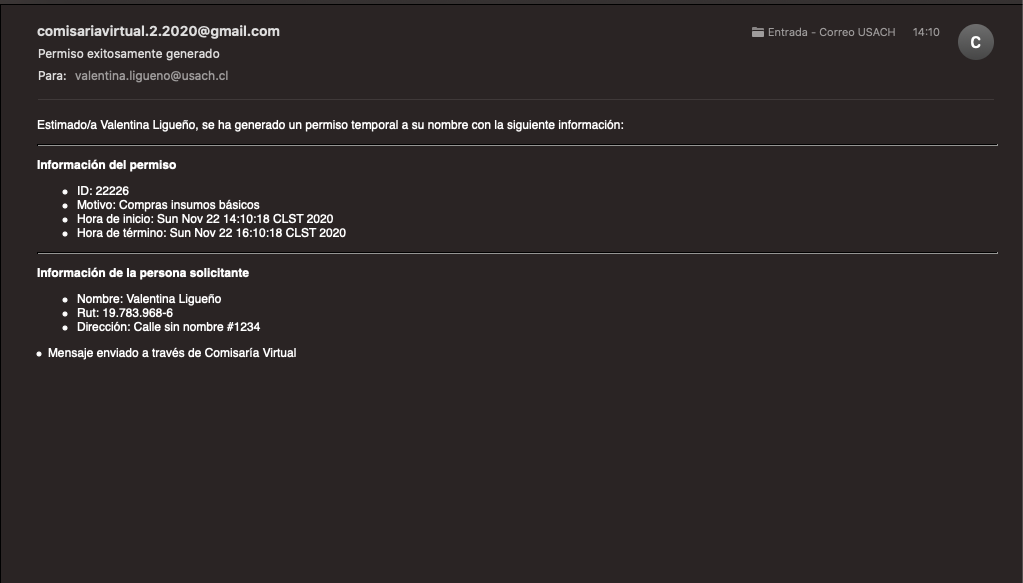 comisariavirtual.2.2020@gmail.com
Entrada - Correo USACH
14:10
C
Permiso exitosamente generado
Para: valentina.ligueno@usach.cl
Estimado/a Valentina Ligueño, se ha generado un permiso temporal a su nombre con la siguiente información:
Información del permiso
• ID: 22226
• Motivo: Compras insumos básicos
• Hora de inicio: Sun Nov 22 14:10:18 CLST 2020
• Hora de término: Sun Nov 22 16:10:18 CLST 2020
Información de la persona solicitante
• Nombre: Valentina Ligueño
• Rut: 19.783.968-6
• Dirección: Calle sin nombre #1234
• Mensaje enviado a través de Comisaría Virtual